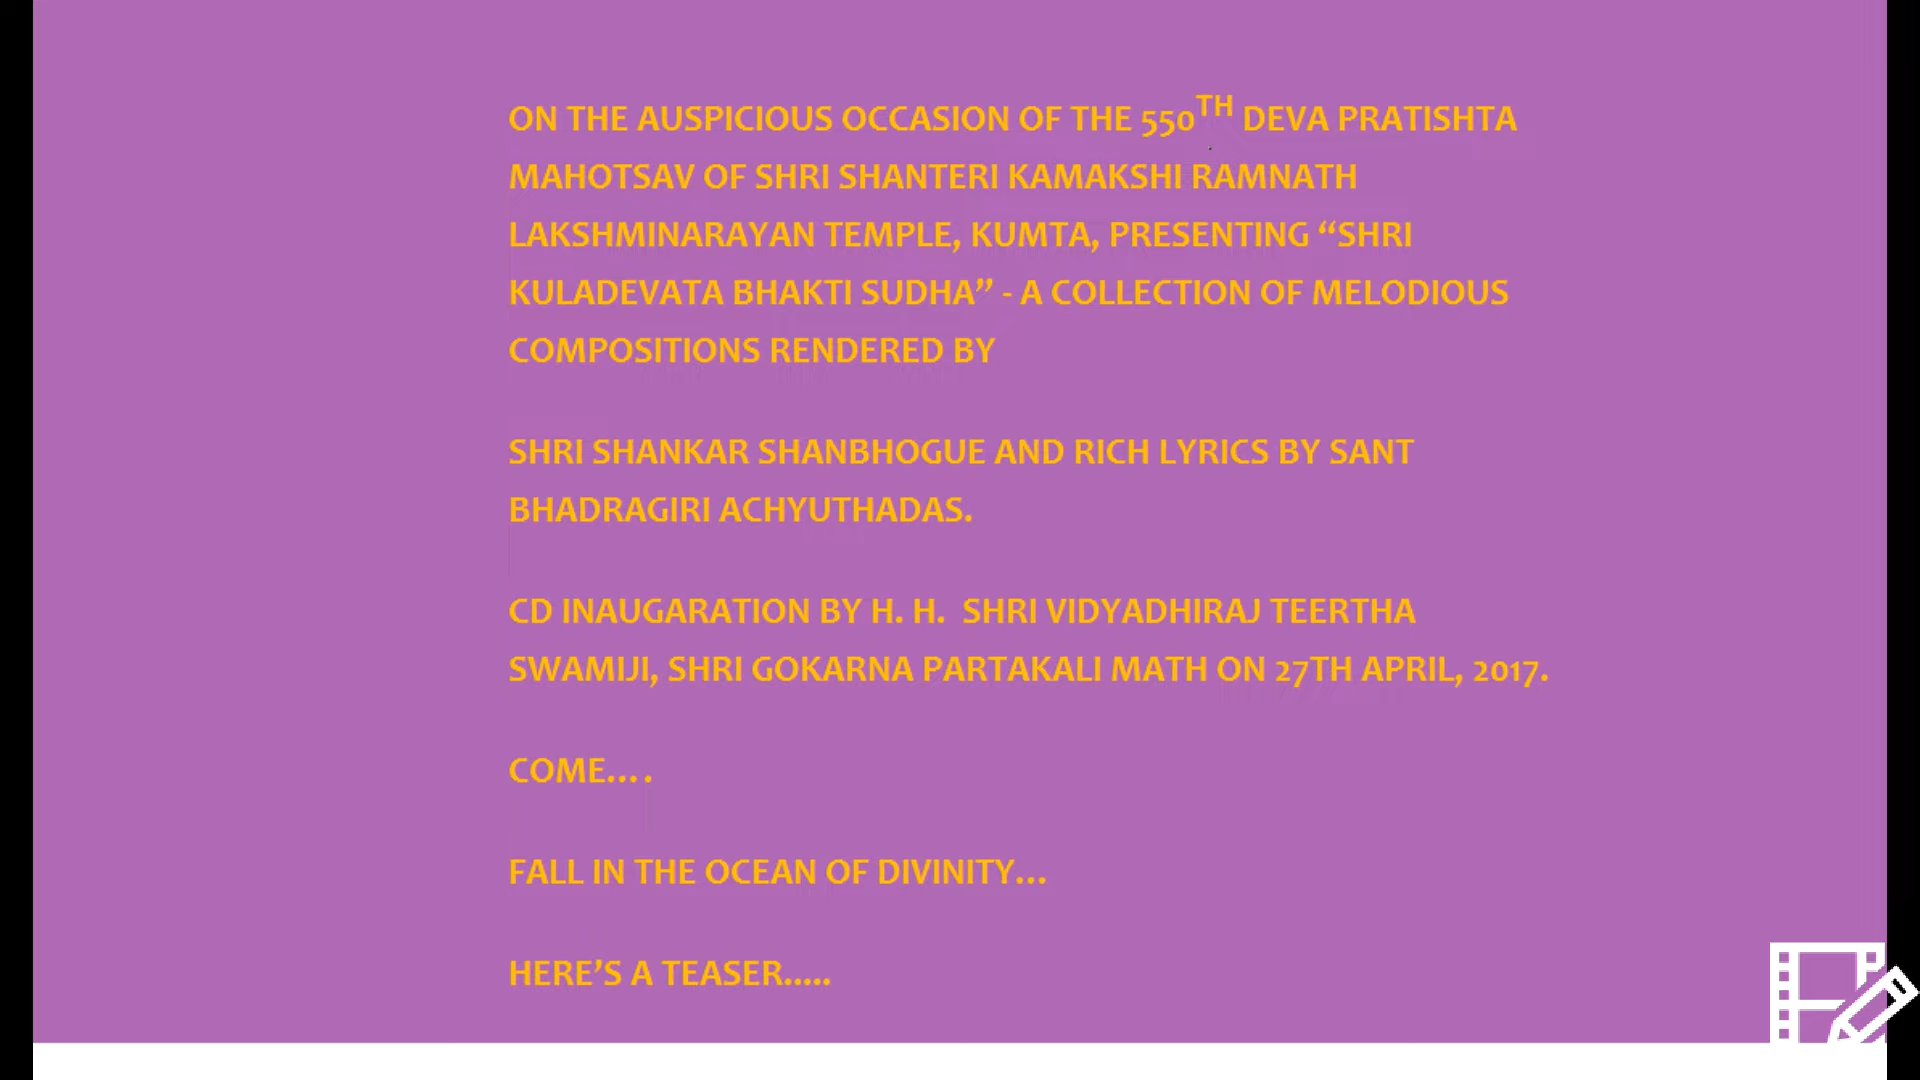 ON THE AUSPICIOUS OCCASION OF THE 550TH DEVA PRATISHTA
MAHOTSAV OF SHRI SHANTERI KAMAKSHI RAMNATH
LAKSHMINARAYAN TEMPLE, KUMTA, PRESENTING “SHRI
KULADEVATA BHAKTI SUDHA” - A COLLECTION OF MELODIOUS
COMPOSITIONS RENDERED BY
SHRI SHANKAR SHANBHOGUE AND RICH LYRICS BY SANT
BHADRAGIRI ACHYUTHADAS.
CD INAUGARATION BY H. H.  SHRI VIDYADHIRAJ TEERTHA
SWAMIJI, SHRI GOKARNA PARTAKALI MATH ON 27TH APRIL, 2017.
COME….
FALL IN THE OCEAN OF DIVINITY…
HERE’S A TEASER…..